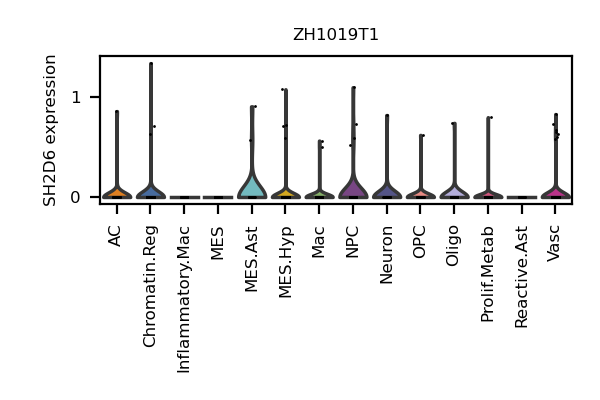 ZH1019T1
SH2D6 expression
1
0
AC
Chromatin.Reg
Inflammatory.Mac
MES
MES.Ast
MES.Hyp
Mac
NPC
Neuron
OPC
Oligo
Prolif.Metab
Reactive.Ast
Vasc